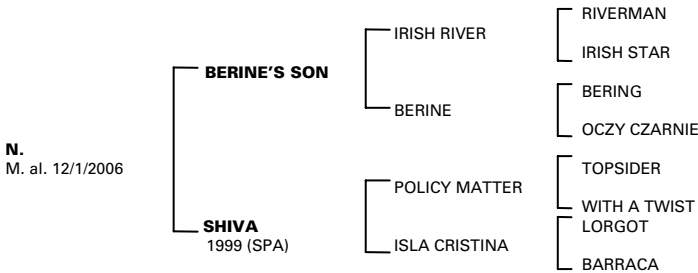 RIVERMAN
IRISH RIVER
IRISH STAR
BERINE'S SON
BERING
BERINE
OCZY CZARNIE
N.
M. al. 12/1/2006
TOPSIDER
POLICY MATTER
WITH A TWIST
SHIVA
1999 (SPA)
LORGOT
ISLA CRISTINA
BARRACA